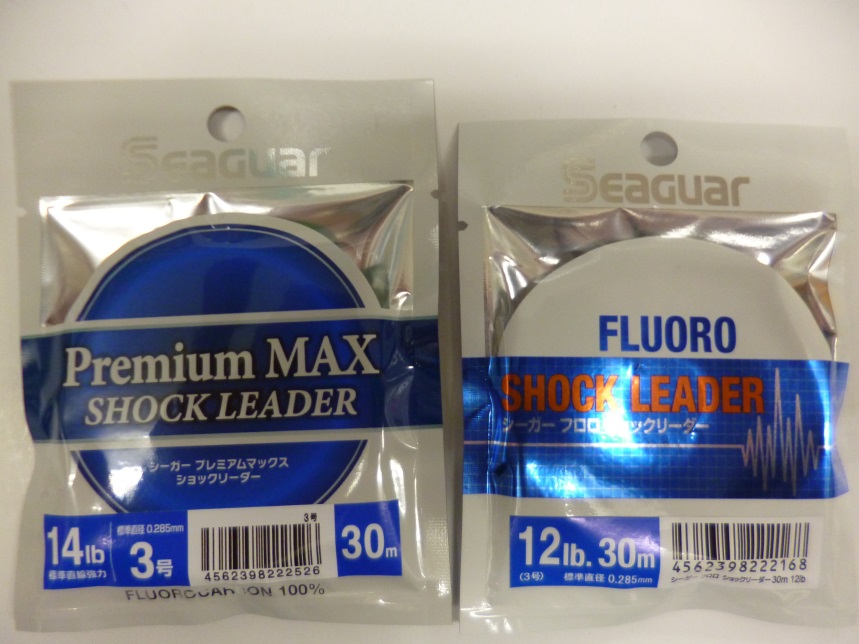 Seaguar
Premium MAX
SHOCK LEADER
シーガー プレミアムマックス
ショックリーダー
14lb
標準直線強力
標準直径 0.285mm
3号
3号
4562398222526
30m
FLUOROCARBON 100%
Seaguar
FLUORO
SHOCK LEADER
シーガー フロロ ショックリーダー
12lb. 30m
(3号) 標準直径 0.285mm
4562398222168
シーガー フロロ ショックリーダー30m 12lb